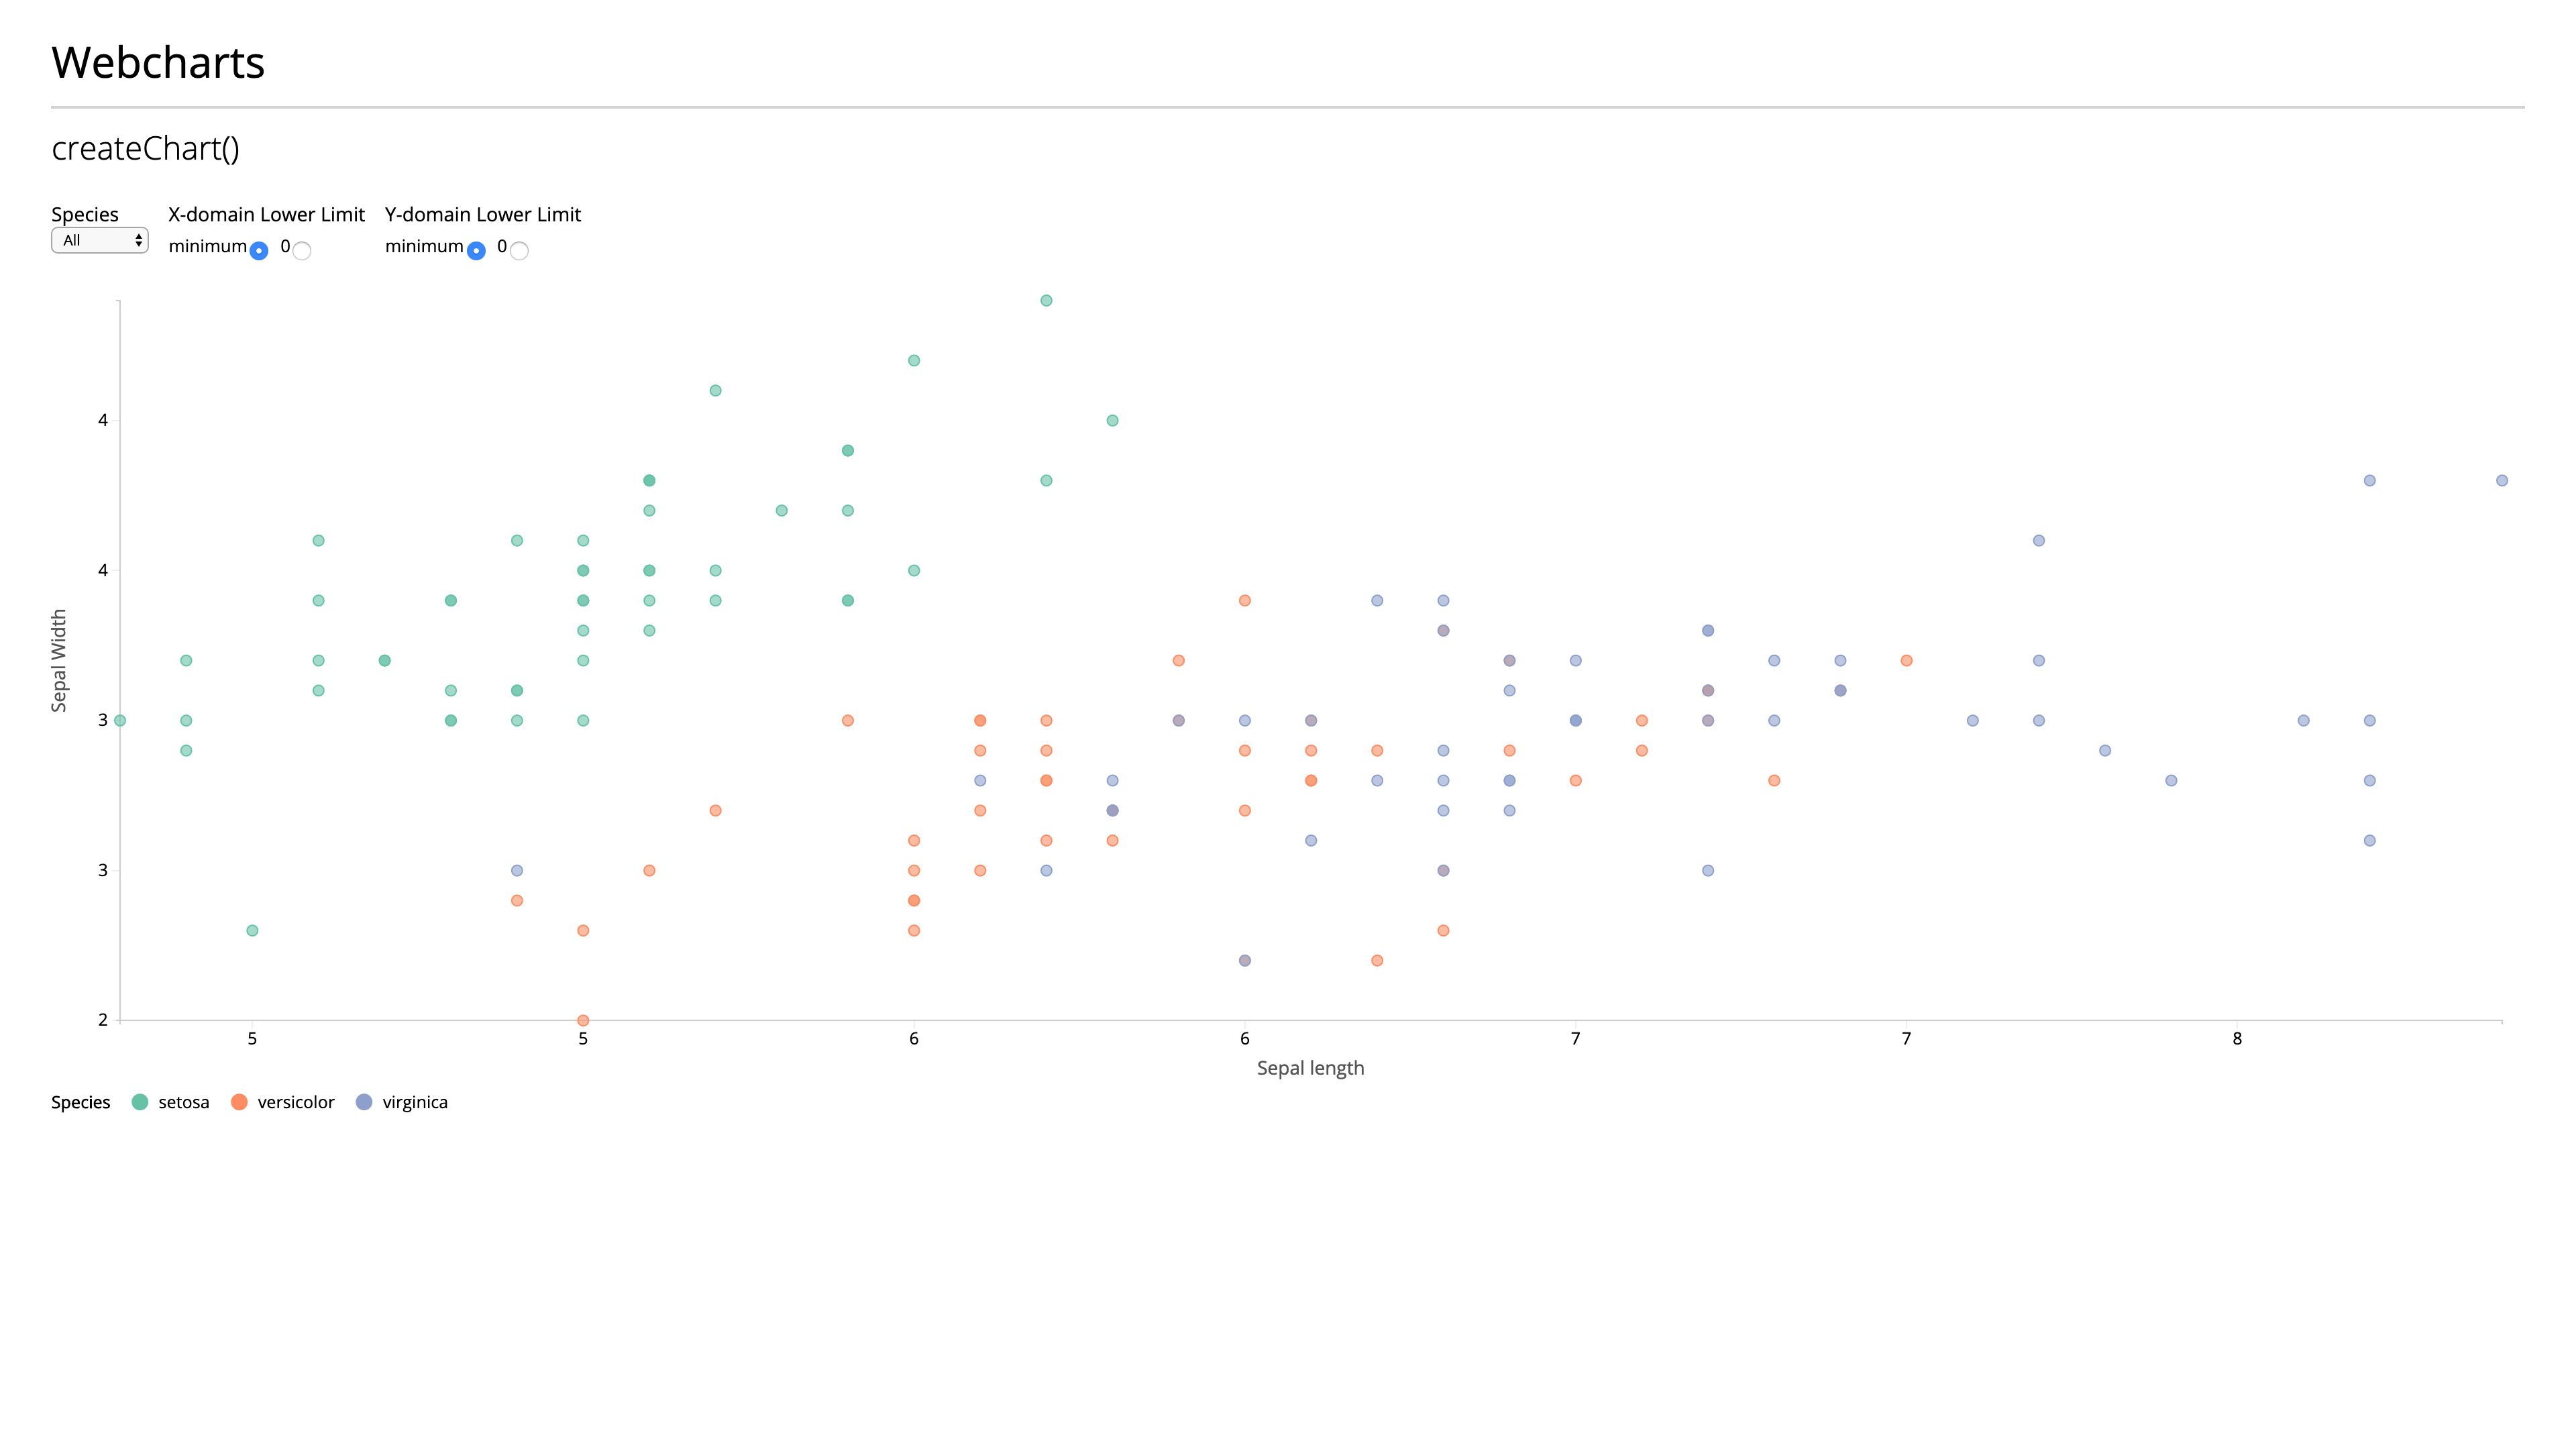 Webcharts
createChart()
Species X-domain Lower Limit Y-domain Lower Limit
All minimum 0 minimum 0
4
4
3
3
2
Sepal Width
5 5 6 6 7 7 8
Sepal length
Species setosa versicolor virginica